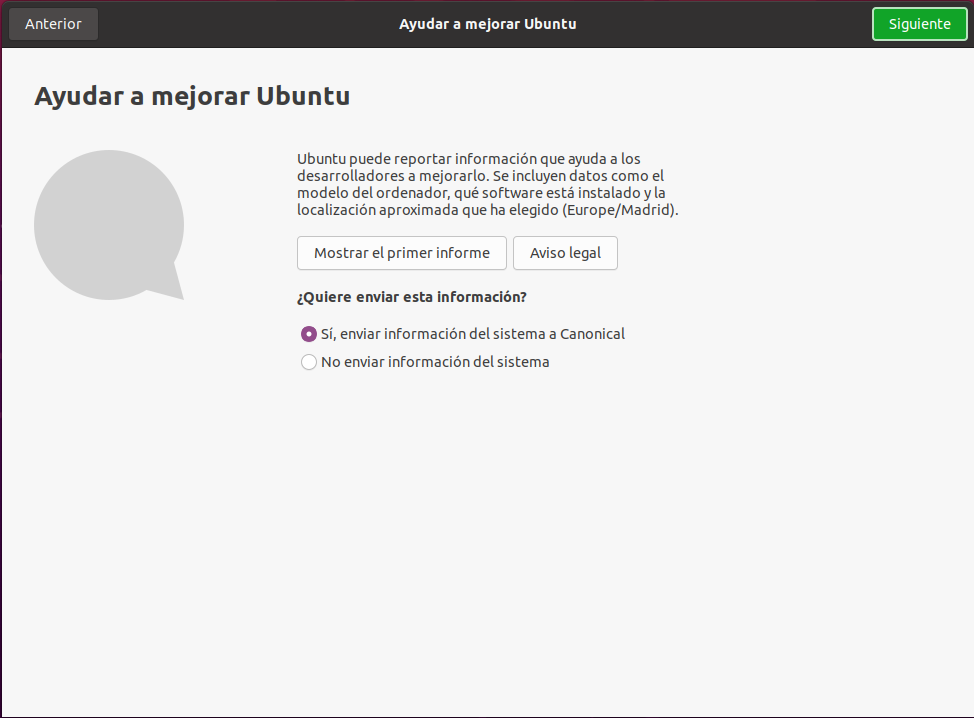 Anterior
Ayudar a mejorar Ubuntu
Siguiente
Ayudar a mejorar Ubuntu
Ubuntu puede reportar información que ayuda a los
desarrolladores a mejorarlo. Se incluyen datos como el
modelo del ordenador, qué software está instalado y la
localización aproximada que ha elegido (Europe/Madrid).
Mostrar el primer informe
Aviso legal
¿Quiere enviar esta información?
Sí, enviar información del sistema a Canonical
No enviar información del sistema